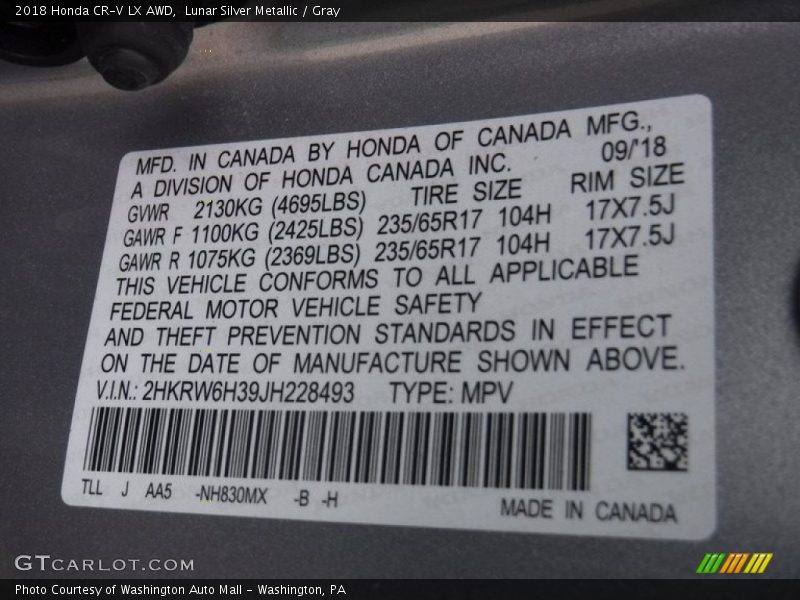 2018 Honda CR-V LX AWD,  Lunar Silver Metallic / Gray
MFD. IN CANADA BY HONDA OF CANADA MFG.,
A DIVISION OF HONDA CANADA INC. 09/'18
GVWR 2130KG (4695LBS) TIRE SIZE RIM SIZE
GAWR F 1100KG (2425LBS) 235/65R17 104H 17X7.5J
GAWR R 1075KG (2369LBS) 235/65R17 104H 17X7.5J
THIS VEHICLE CONFORMS TO ALL APPLICABLE
FEDERAL MOTOR VEHICLE SAFETY
AND THEFT PREVENTION STANDARDS IN EFFECT
ON THE DATE OF MANUFACTURE SHOWN ABOVE.
V.I.N.: 2HKRW6H39JH228493 TYPE: MPV
TLL J AA5 -NH830MX -B -H
MADE IN CANADA
GTCARLOT.COM
Photo Courtesy of Washington Auto Mall - Washington, PA